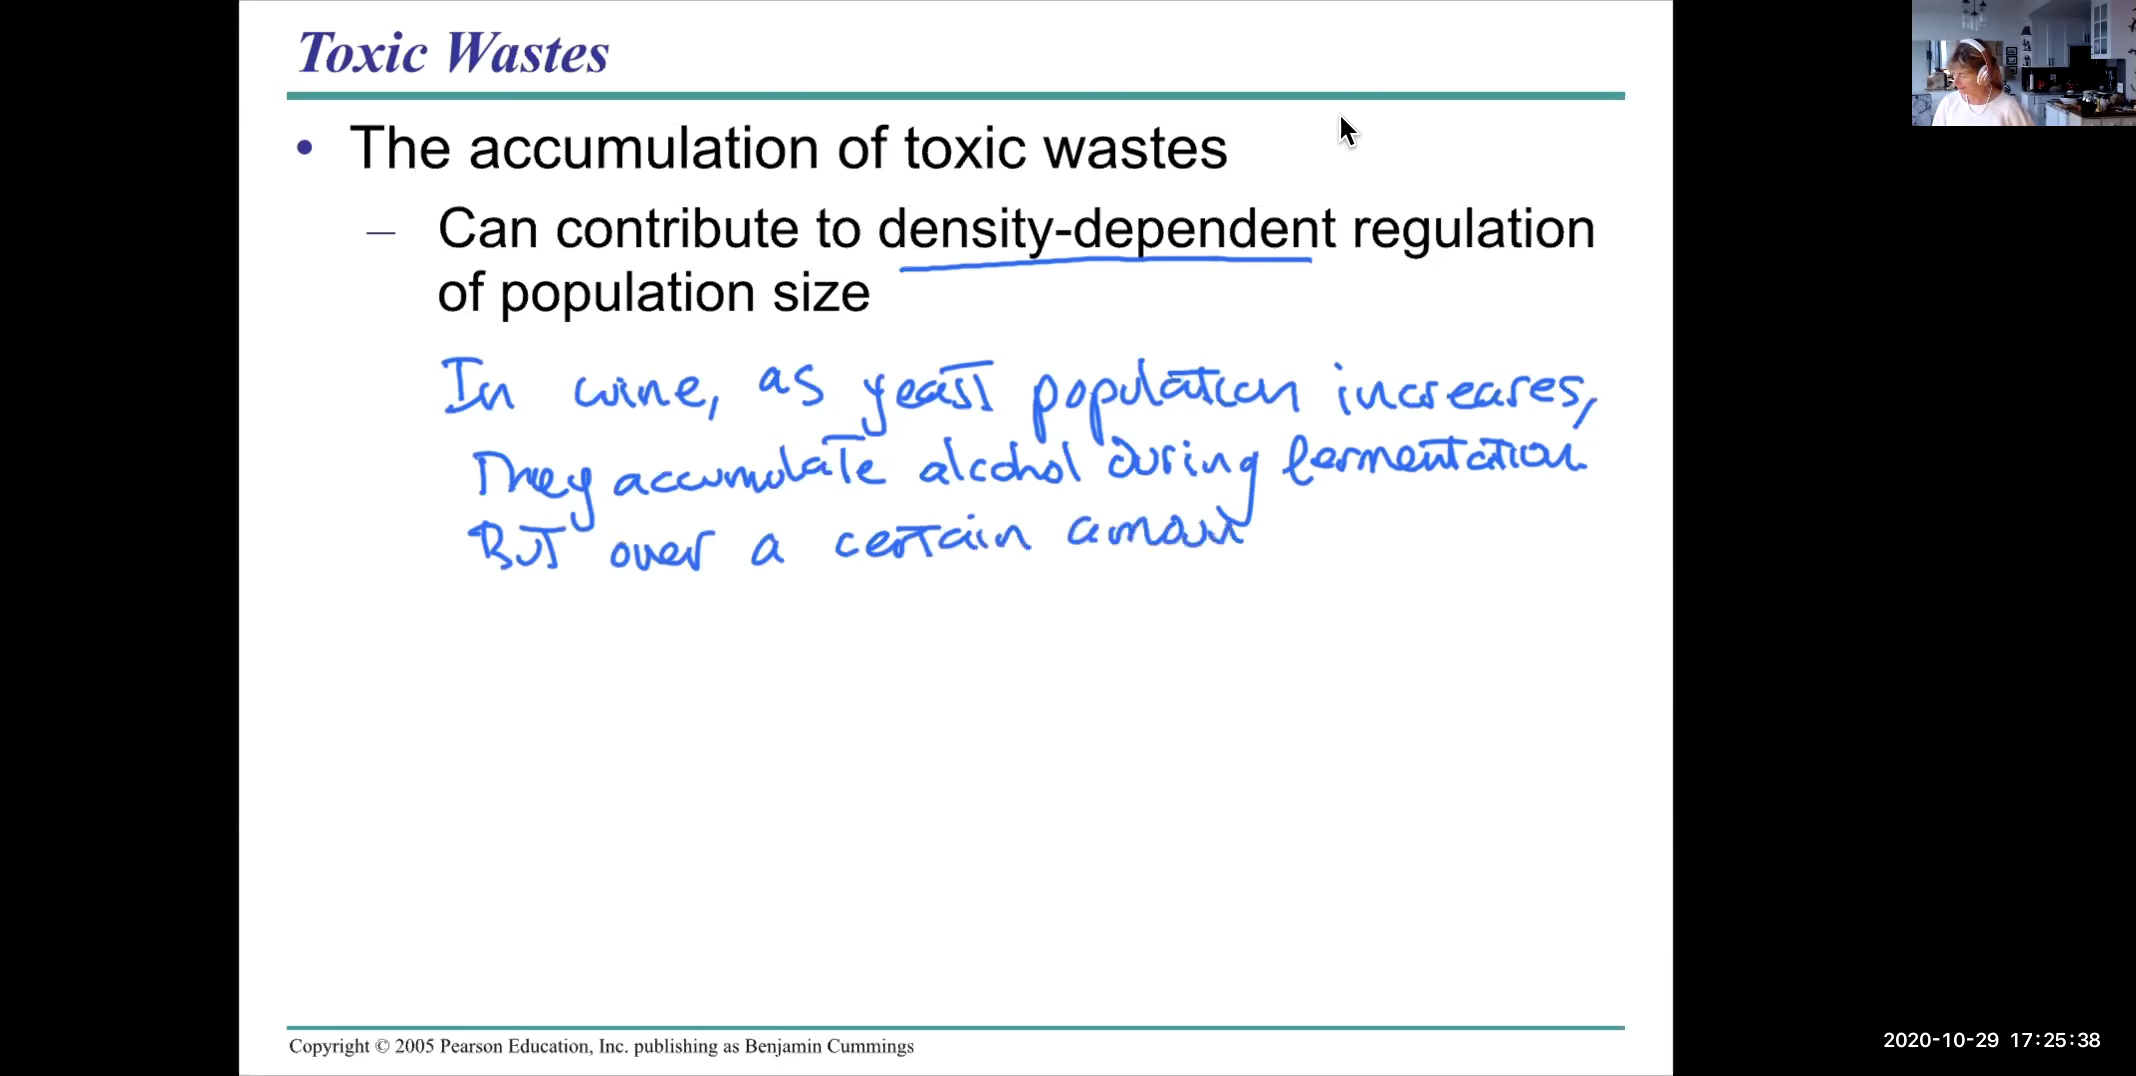 Toxic Wastes
• The accumulation of toxic wastes
– Can contribute to density-dependent regulation
of population size
In wine, as yeast population increases,
They accumulate alcohol during fermentation.
But over a certain amoun
Copyright © 2005 Pearson Education, Inc. publishing as Benjamin Cummings
2020-10-29 17:25:38